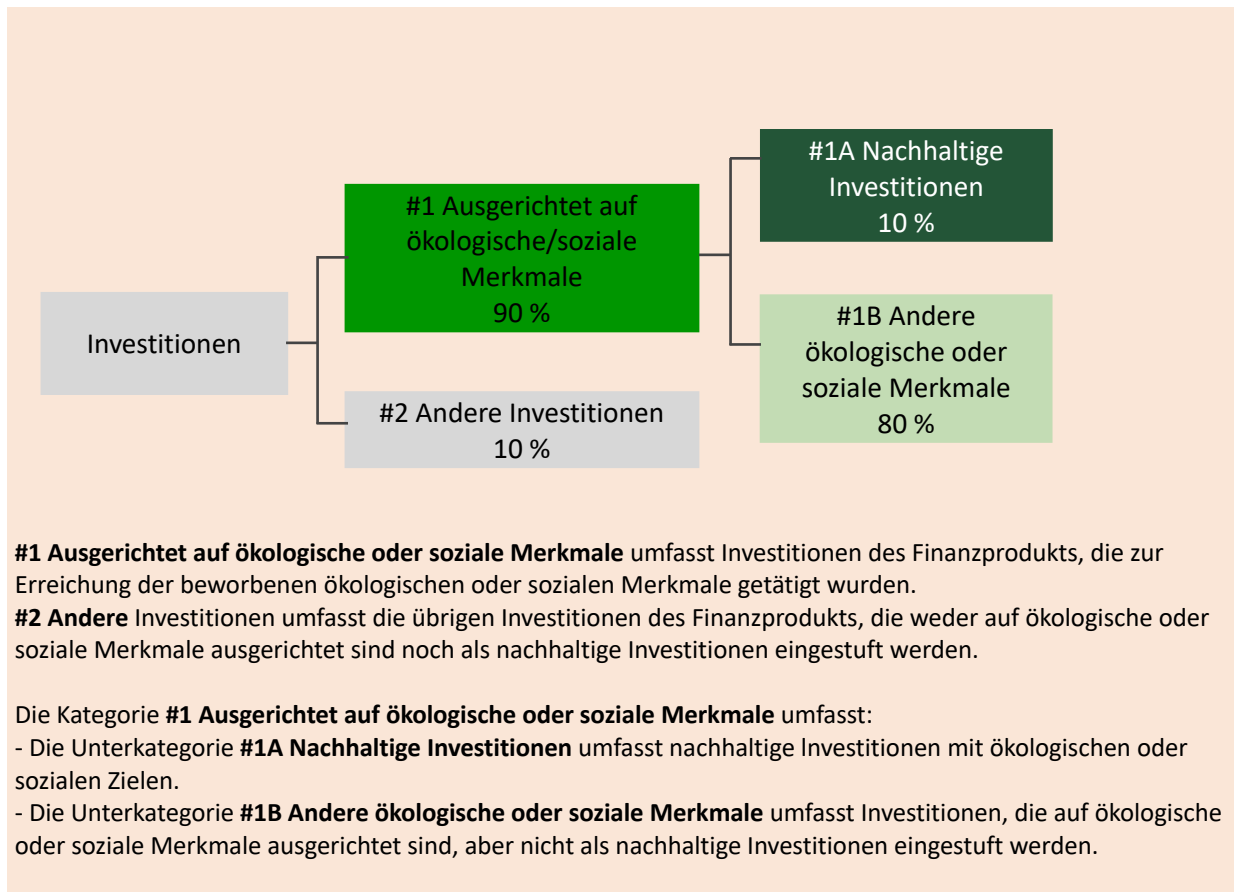 #1A Nachhaltige
Investitionen
10 %
#1 Ausgerichtet auf
ökologische/soziale
Merkmale
90 %
Investitionen
#1B Andere
ökologische oder
soziale Merkmale
80 %
#2 Andere Investitionen
10 %
#1 Ausgerichtet auf ökologische oder soziale Merkmale umfasst Investitionen des Finanzprodukts, die zur
Erreichung der beworbenen ökologischen oder sozialen Merkmale getätigt wurden.
#2 Andere Investitionen umfasst die übrigen Investitionen des Finanzprodukts, die weder auf ökologische oder
soziale Merkmale ausgerichtet sind noch als nachhaltige Investitionen eingestuft werden.
Die Kategorie #1 Ausgerichtet auf ökologische oder soziale Merkmale umfasst:
- Die Unterkategorie #1A Nachhaltige Investitionen umfasst nachhaltige Investitionen mit ökologischen oder
sozialen Zielen.
- Die Unterkategorie #1B Andere ökologische oder soziale Merkmale umfasst Investitionen, die auf ökologische
oder soziale Merkmale ausgerichtet sind, aber nicht als nachhaltige Investitionen eingestuft werden.